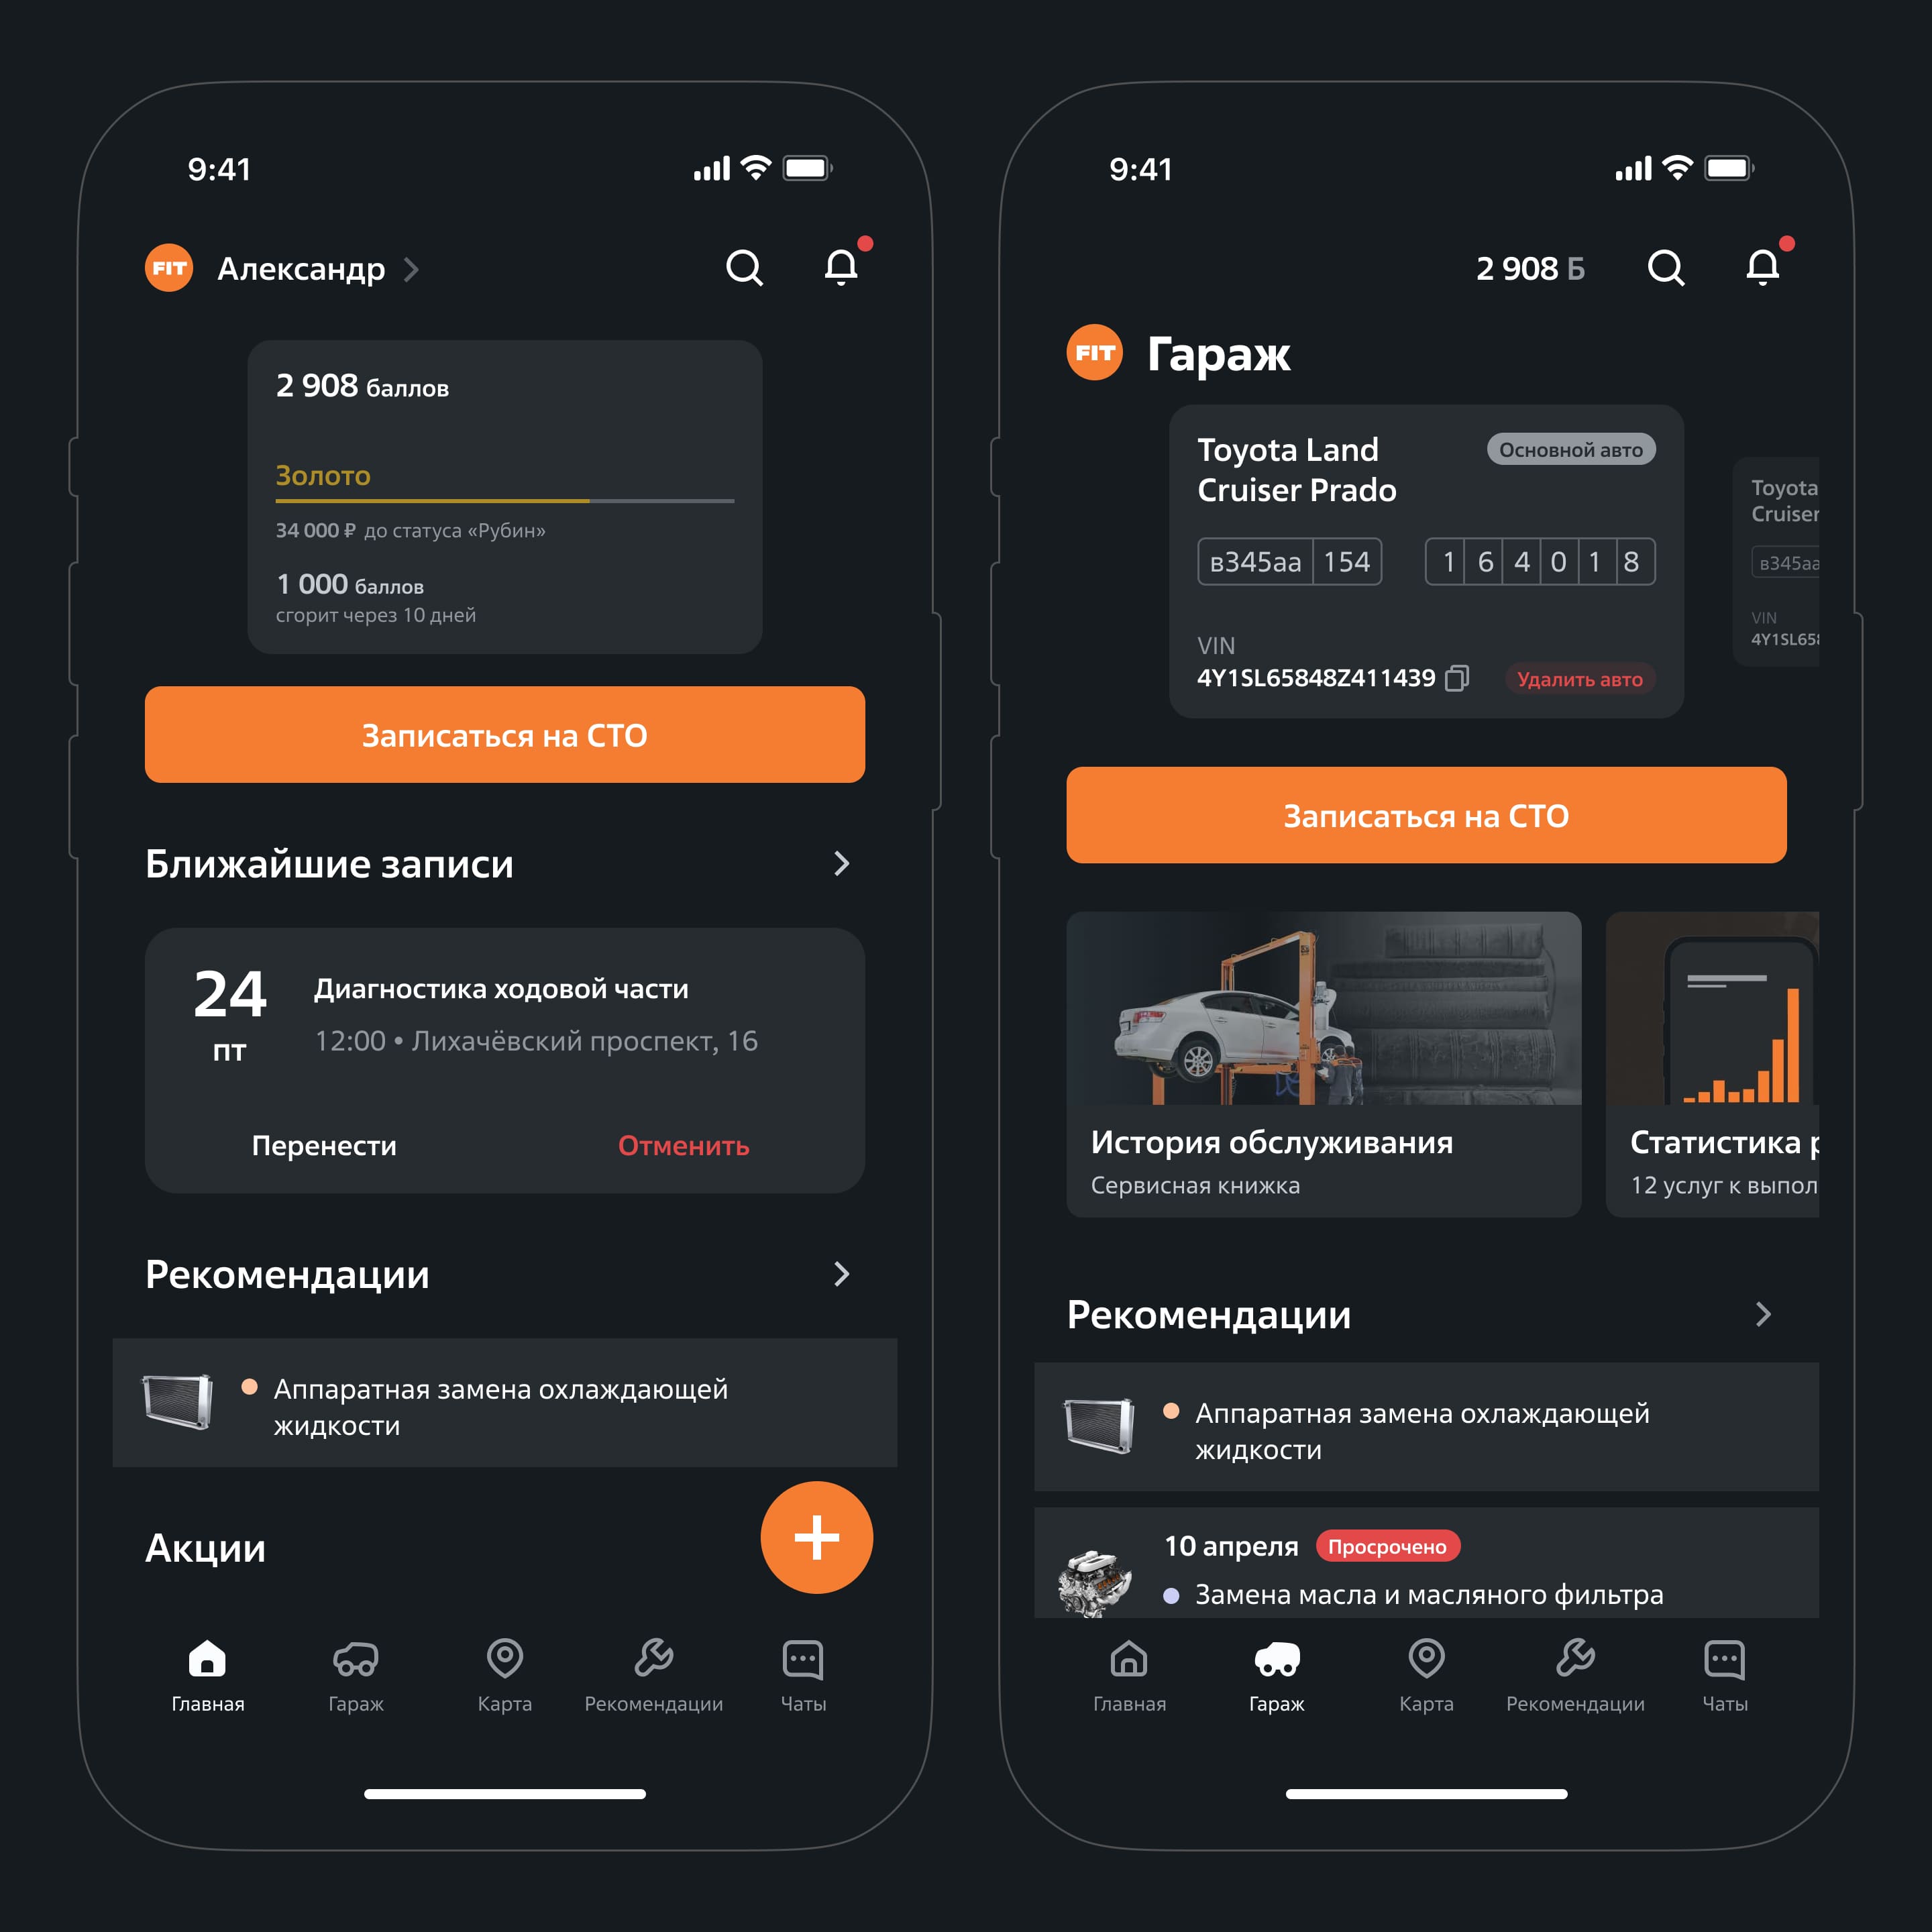 9:41
FIT
Александр
2 908 баллов
Золото
34 000 ₽ до статуса «Рубин»
1 000 баллов
сгорит через 10 дней
Записаться на СТО
Ближайшие записи
24
пт
Диагностика ходовой части
12:00 • Лихачёвский проспект, 16
Перенести
Отменить
Рекомендации
Аппаратная замена охлаждающей
жидкости
Акции
Главная
Гараж
Карта
Рекомендации
Чаты
9:41
2 908 Б
FIT
Гараж
Toyota Land
Cruiser Prado
Основной авто
в345аа 154
1 6 4 0 1 8
VIN
4Y1SL65848Z411439
Удалить авто
Toyota
Cruiser
в345аа
VIN
4Y1SL658
Записаться на СТО
История обслуживания
Сервисная книжка
Статистика р
12 услуг к выпол
Рекомендации
Аппаратная замена охлаждающей
жидкости
10 апреля
Просрочено
Замена масла и масляного фильтра
Главная
Гараж
Карта
Рекомендации
Чаты